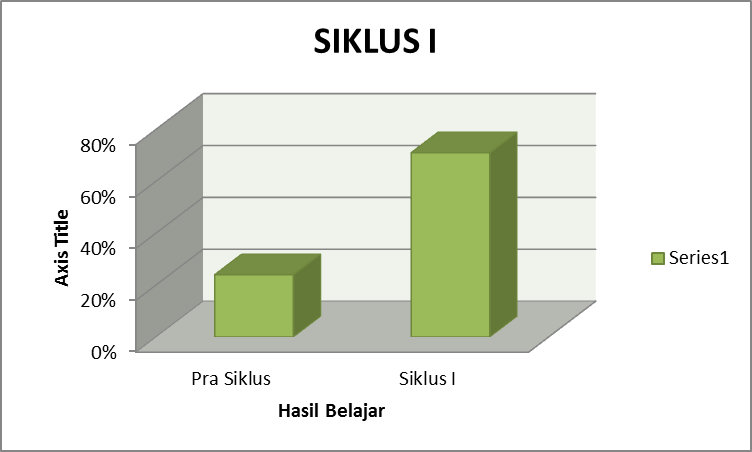 SIKLUS I
80%
60%
40%
20%
0%
Axis Title
Pra Siklus
Siklus I
Hasil Belajar
Series1